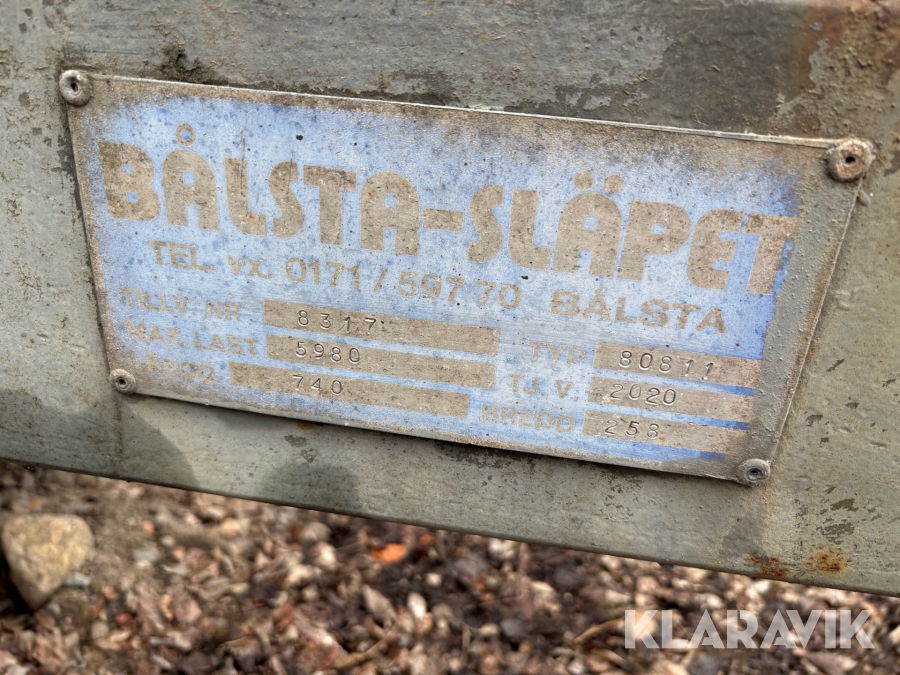 BÅLSTA-SLÄPET
TEL. VX. 0171/597 70 BÅLSTA
TILLV. NR 8317 TYP 80811
MAX. LAST 5980 TJ.V. 2020
740 BREDD 258
KLARAVIK